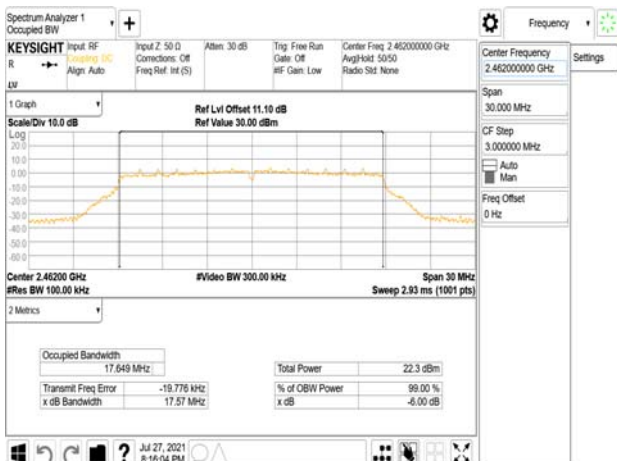 Spectrum Analyzer 1
Occupied BW
Frequency
KEYSIGHT
Input: RF
Coupling: DC
Align: Auto
Input Z: 50 Ω
Corrections: Off
Freq Ref: Int (S)
Atten: 30 dB
Trig: Free Run
Gate: Off
#IF Gain: Low
Center Freq: 2.462000000 GHz
Avg|Hold: 50/50
Radio Std: None
R
LV
Center Frequency
2.462000000 GHz
Settings
Span
30.000 MHz
CF Step
3.000000 MHz
Auto
Man
Freq Offset
0 Hz
1 Graph
Scale/Div 10.0 dB
Ref Lvl Offset 11.10 dB
Ref Value 30.00 dBm
Log
20.0
10.0
0.00
-10.0
-20.0
-30.0
-40.0
-50.0
-60.0
Center 2.46200 GHz
#Res BW 100.00 kHz
#Video BW 300.00 kHz
Span 30 MHz
Sweep 2.93 ms (1001 pts)
2 Metrics
Occupied Bandwidth
17.649 MHz
Total Power 22.3 dBm
Transmit Freq Error -19.776 kHz
% of OBW Power 99.00 %
x dB Bandwidth 17.57 MHz
x dB -6.00 dB
?
Jul 27, 2021
8:16:04 PM